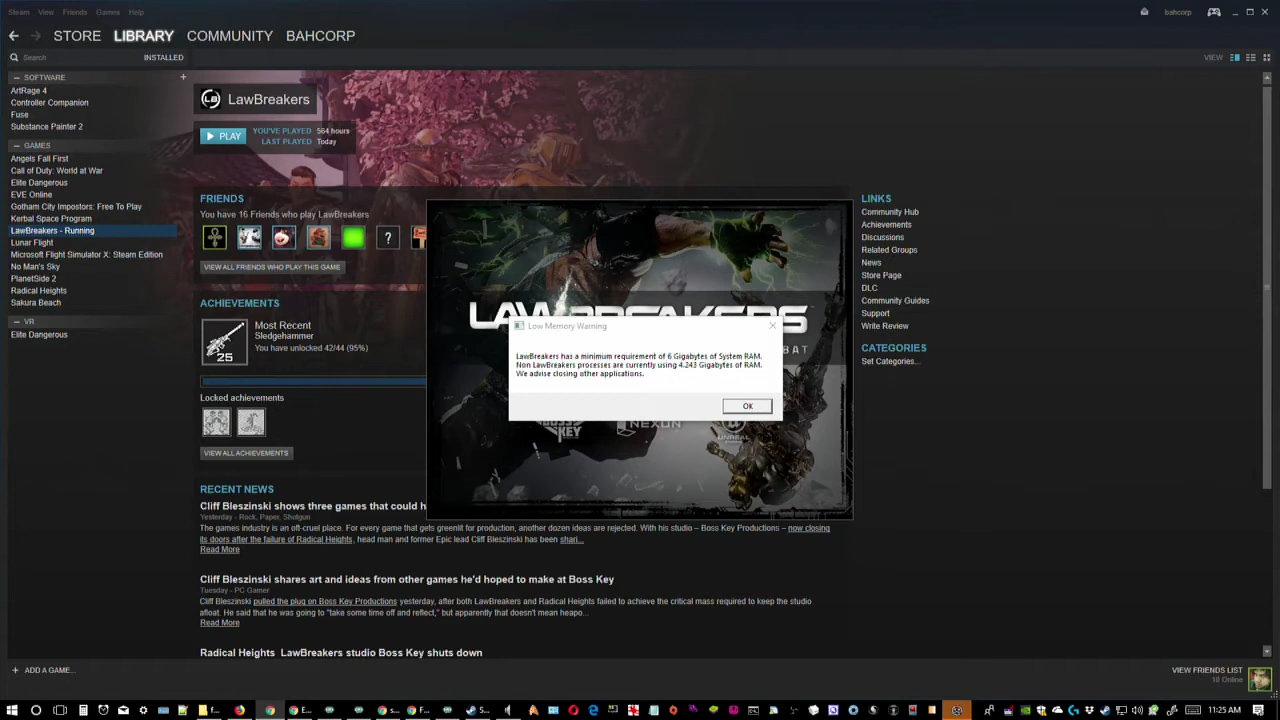 Steam View Friends Games Help
bahcorp
STORE LIBRARY COMMUNITY BAHCORP
Search INSTALLED
VIEW
— SOFTWARE +
ArtRage 4
Controller Companion
Fuse
Substance Painter 2
— GAMES
Angels Fall First
Call of Duty: World at War
Elite Dangerous
EVE Online
Gotham City Impostors: Free To Play
Kerbal Space Program
LawBreakers - Running
Lunar Flight
Microsoft Flight Simulator X: Steam Edition
No Man's Sky
PlanetSide 2
Radical Heights
Sakura Beach
— VR
Elite Dangerous
LB LawBreakers
PLAY
YOU'VE PLAYED 564 hours
LAST PLAYED Today
FRIENDS
You have 16 Friends who play LawBreakers
?
VIEW ALL FRIENDS WHO PLAY THIS GAME
ACHIEVEMENTS
25
Most Recent
Sledgehammer
You have unlocked 42/44 (95%)
Locked achievements
VIEW ALL ACHIEVEMENTS
RECENT NEWS
Cliff Bleszinski shows three games that could h
Yesterday - Rock, Paper, Shotgun
The games industry is an off-cruel place. For every game that gets greenlit for production, another dozen ideas are rejected. With his studio – Boss Key Productions – now closing
its doors after the failure of Radical Heights, head man and former Epic lead Cliff Bleszinski has been shari...
Read More
Cliff Bleszinski shares art and ideas from other games he'd hoped to make at Boss Key
Tuesday - PC Gamer
Cliff Bleszinski pulled the plug on Boss Key Productions yesterday, after both LawBreakers and Radical Heights failed to achieve the critical mass required to keep the studio
afloat. He said that he was going to "take some time off and reflect," but apparently that doesn't mean heapo...
Read More
Radical Heights LawBreakers studio Boss Key shuts down
LAWBREAKERS
BAT
Low Memory Warning
LawBreakers has a minimum requirement of 6 Gigabytes of System RAM.
Non LawBreakers processes are currently using 4.243 Gigabytes of RAM.
We advise closing other applications.
OK
BOSS KEY
NEXON
UNREAL
LINKS
Community Hub
Achievements
Discussions
Related Groups
News
Store Page
DLC
Community Guides
Support
Write Review
CATEGORIES
Set Categories...
+ ADD A GAME...
VIEW FRIENDS LIST
10 Online
11:25 AM